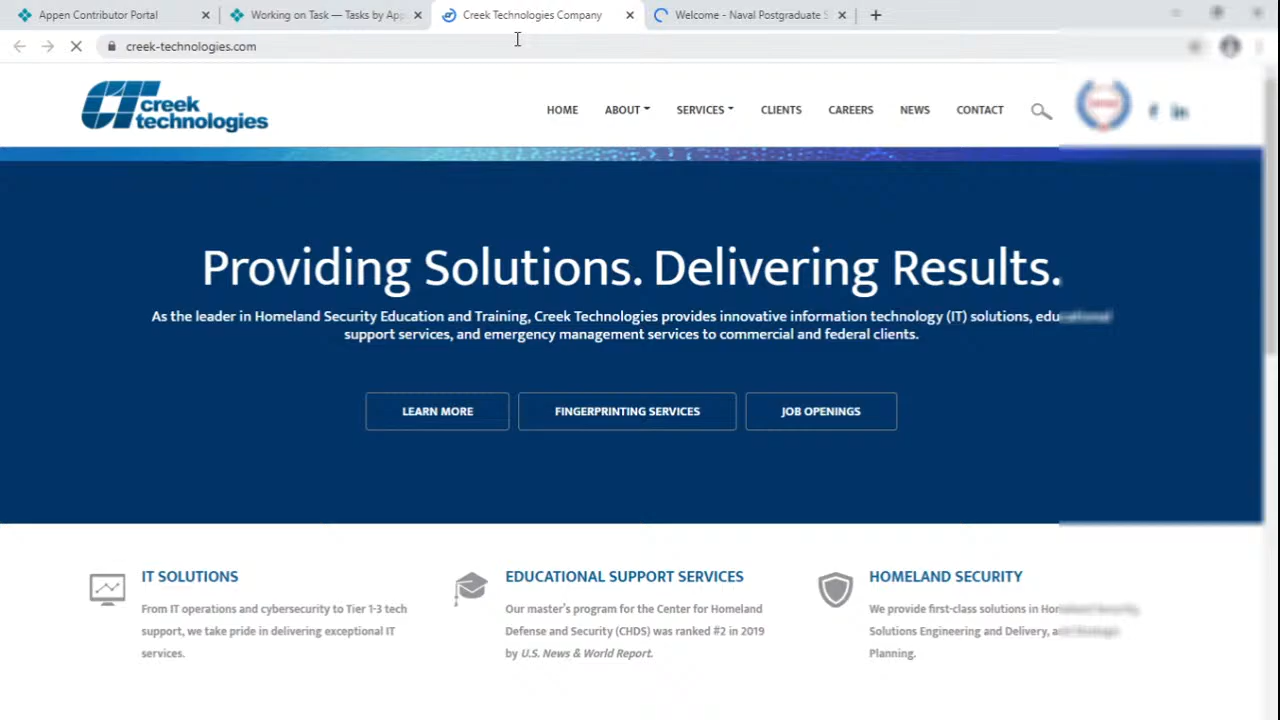 Appen Contributor Portal
Working on Task — Tasks by App
Creek Technologies Company
Welcome - Naval Postgraduate S
creek-technologies.com
creek technologies
HOME
ABOUT
SERVICES
CLIENTS
CAREERS
NEWS
CONTACT
Providing Solutions. Delivering Results.
As the leader in Homeland Security Education and Training, Creek Technologies provides innovative information technology (IT) solutions, educational
support services, and emergency management services to commercial and federal clients.
LEARN MORE
FINGERPRINTING SERVICES
JOB OPENINGS
IT SOLUTIONS
From IT operations and cybersecurity to Tier 1-3 tech
support, we take pride in delivering exceptional IT
services.
EDUCATIONAL SUPPORT SERVICES
Our master's program for the Center for Homeland
Defense and Security (CHDS) was ranked #2 in 2019
by U.S. News & World Report.
HOMELAND SECURITY
We provide first-class solutions in Homeland Security,
Solutions Engineering and Delivery, and Strategic
Planning.